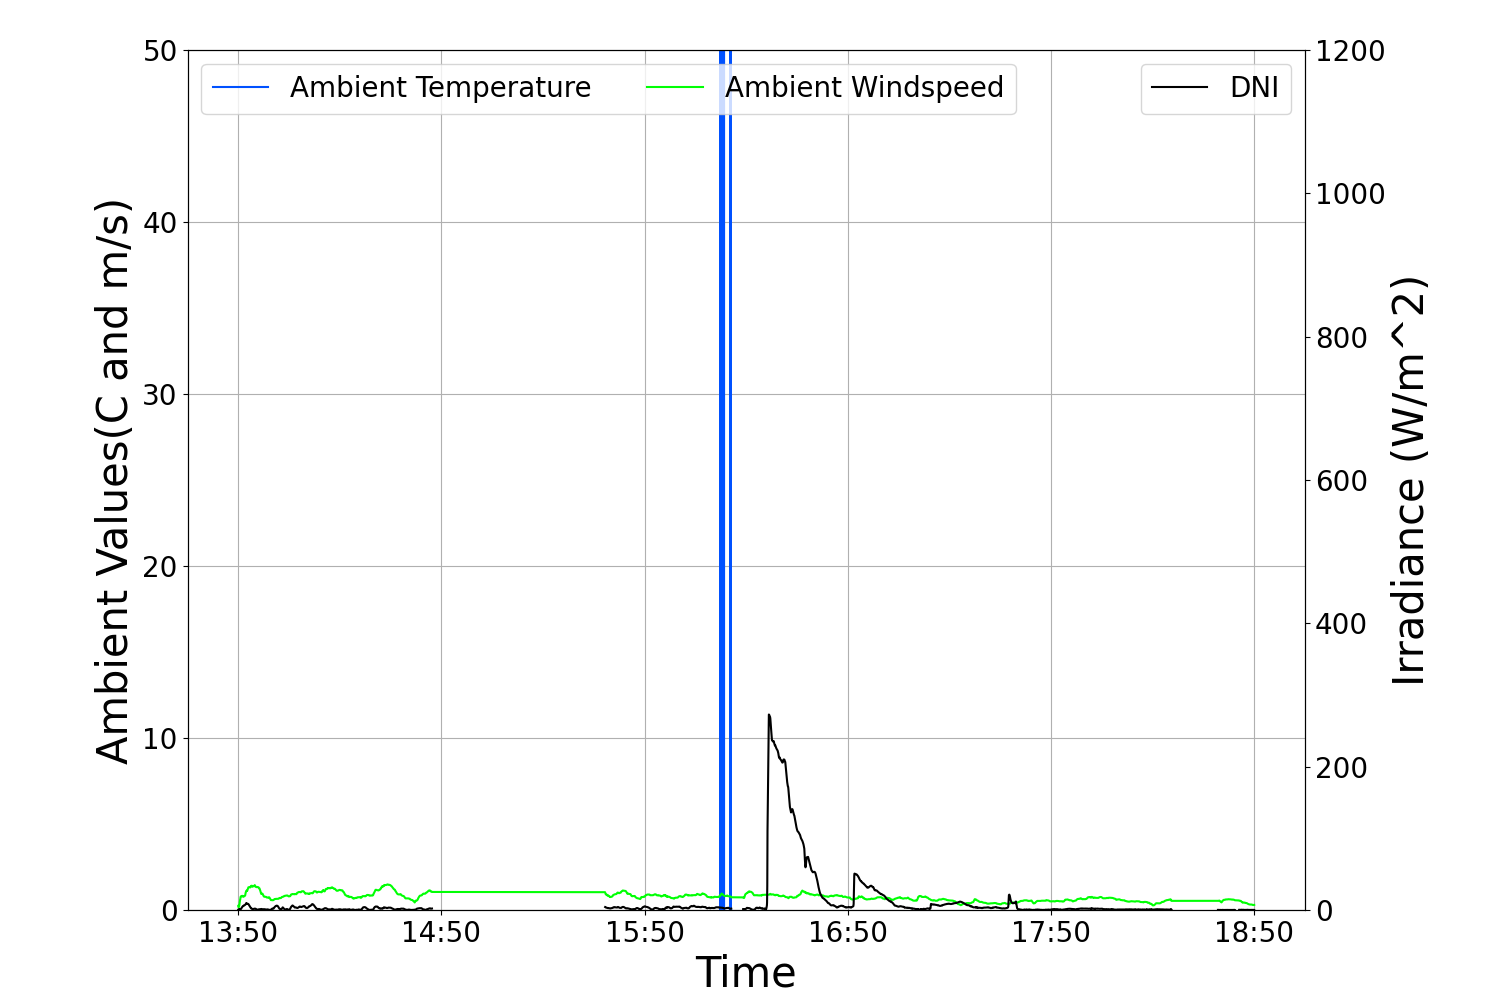 Ambient Temperature
Ambient Windspeed
DNI
50
40
30
20
10
0
Ambient Values(C and m/s)
1200
1000
800
600
400
200
0
Irradiance (W/m^2)
13:50 14:50 15:50 16:50 17:50 18:50
Time